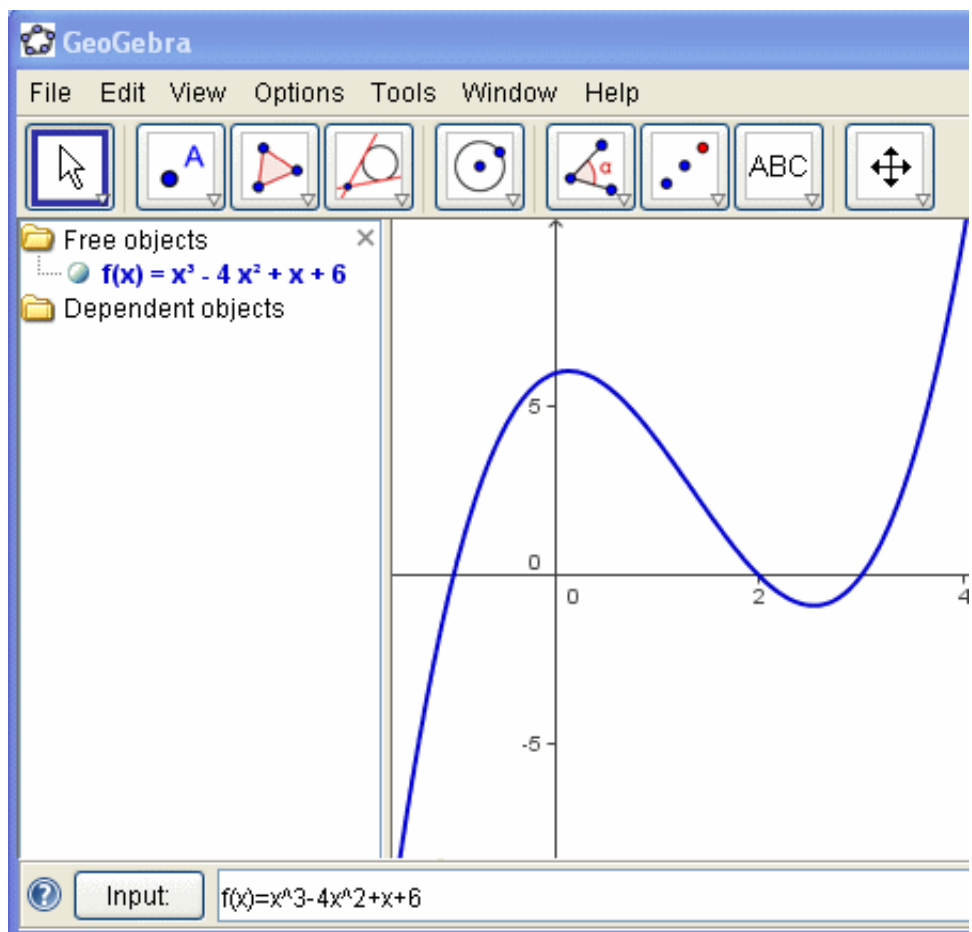 GeoGebra
File Edit View Options Tools Window Help
A α ABC
Free objects
f(x) = x³ - 4 x² + x + 6
Dependent objects
5
0
0 2 4
-5
Input: f(x)=x^3-4x^2+x+6